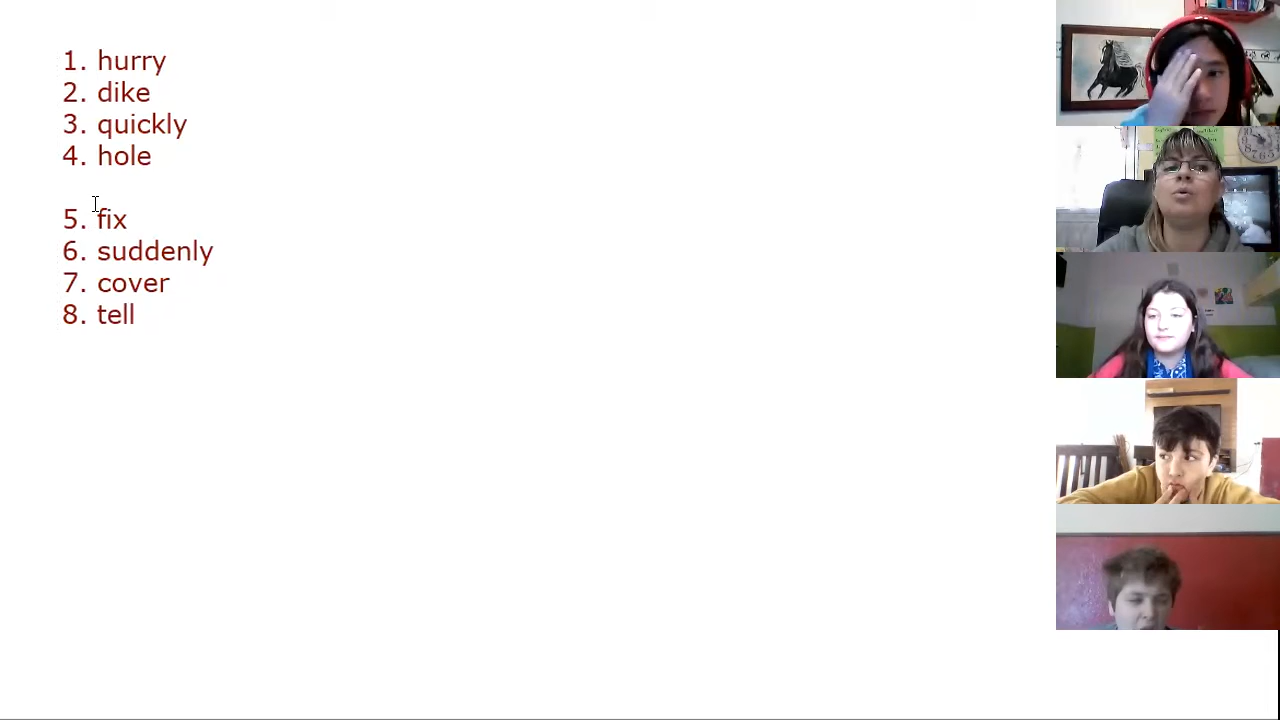 1. hurry
2. dike
3. quickly
4. hole
5. fix
6. suddenly
7. cover
8. tell